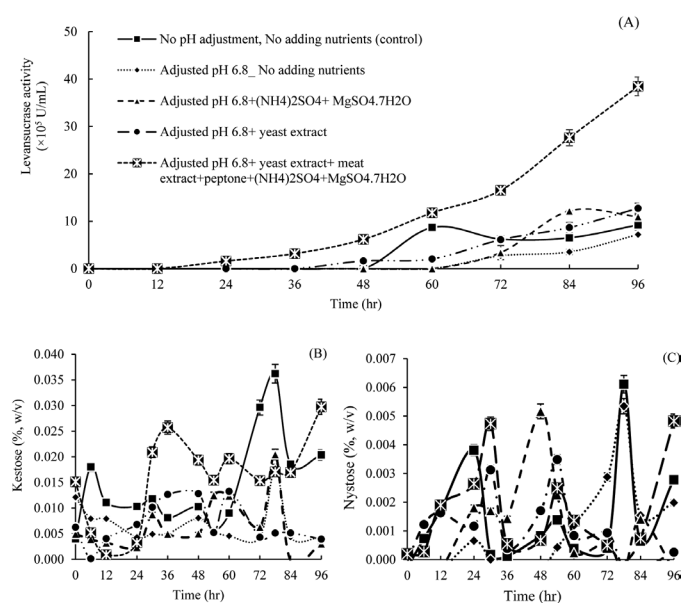 (A)
50
40
30
20
10
0
Levansucrase activity
(×10⁵ U/mL)
No pH adjustment, No adding nutrients (control)
Adjusted pH 6.8_ No adding nutrients
Adjusted pH 6.8+(NH4)2SO4+ MgSO4.7H2O
Adjusted pH 6.8+ yeast extract
Adjusted pH 6.8+ yeast extract+ meat
extract+peptone+(NH4)2SO4+MgSO4.7H2O
0 12 24 36 48 60 72 84 96
Time (hr)
(B)
0.040
0.035
0.030
0.025
0.020
0.015
0.010
0.005
0.000
Kestose (%, w/v)
0 12 24 36 48 60 72 84 96
Time (hr)
(C)
0.007
0.006
0.005
0.004
0.003
0.002
0.001
0.000
Nystose (%, w/v)
0 12 24 36 48 60 72 84 96
Time (hr)